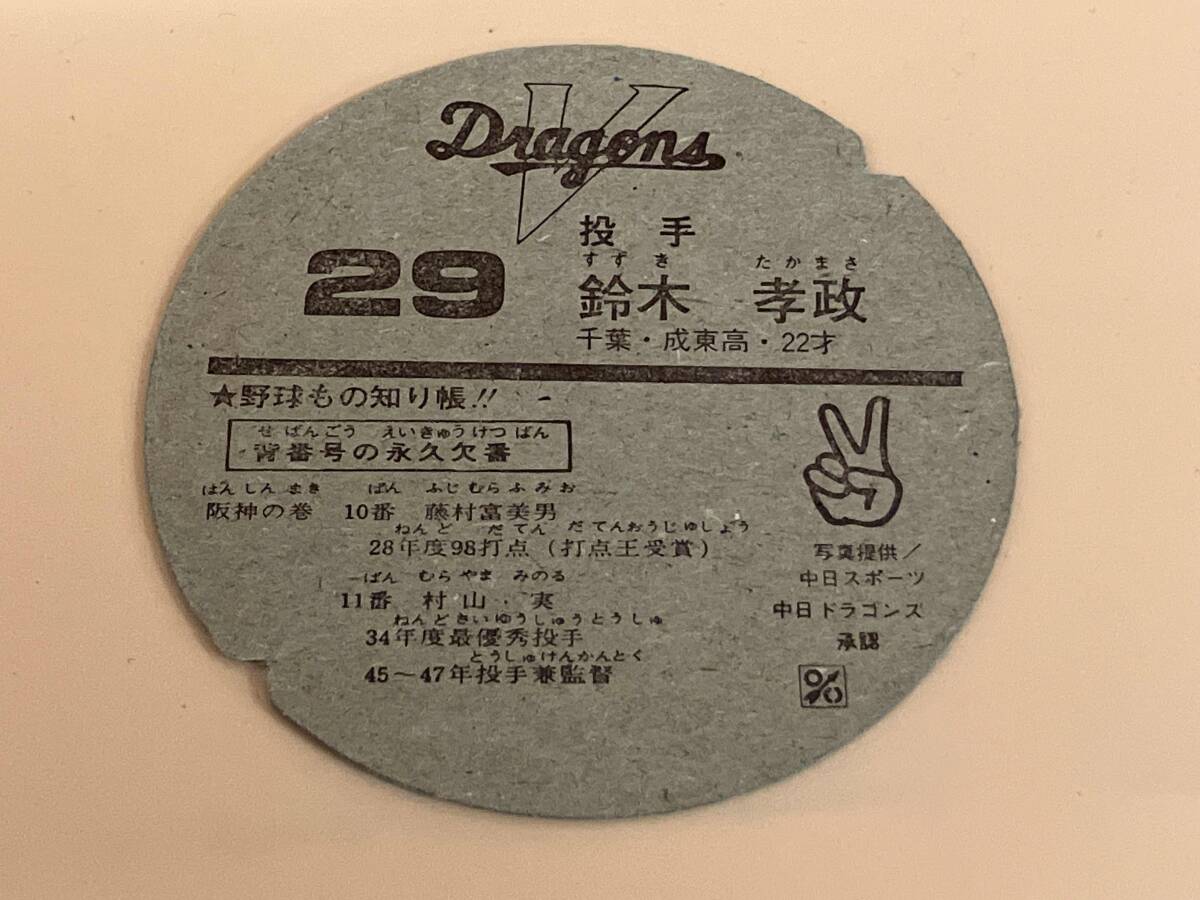 Dragons
V
29
投手
すずき たかまさ
鈴木 孝政
千葉・成東高・22才
☆野球もの知り帳!!
せばんごう えいきゅうけつばん
背番号の永久欠番
はんしんまき ばん ふじむらふみお
阪神の巻 10番 藤村富美男
ねんど だてん だてんおうじゅしょう
28年度98打点(打点王受賞)
ばん むらやま みのる
11番 村山・実
ねんどさいゆうしゅうとうしゅ
34年度最優秀投手
とうしゅけんかんとく
45〜47年投手兼監督
写真提供/
中日スポーツ
中日ドラゴンズ
承認